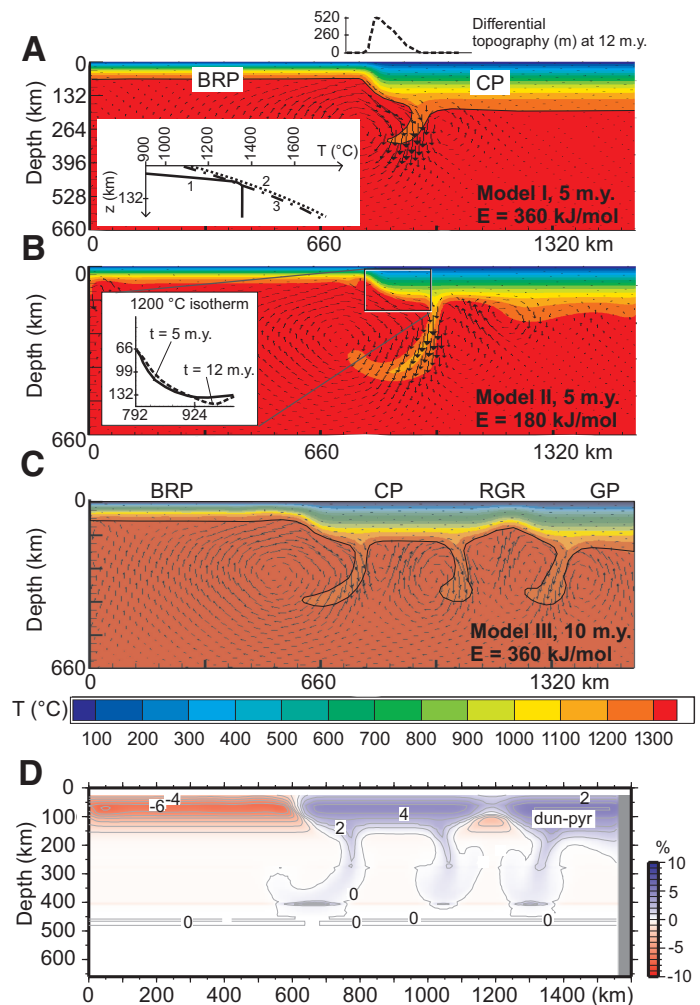 520
260
0
Differential
topography (m) at 12 m.y.
A
0
132
264
396
528
660
Depth (km)
BRP
CP
900
1000
1200
1400
1600
T (°C)
z (km)
132
1
2
3
Model I, 5 m.y.
E = 360 kJ/mol
0
660
1320 km
B
0
660
Depth (km)
1200 °C isotherm
66
99
132
t = 5 m.y.
t = 12 m.y.
792
924
Model II, 5 m.y.
E = 180 kJ/mol
0
660
1320 km
C
BRP
CP
RGR
GP
0
660
Depth (km)
Model III, 10 m.y.
E = 360 kJ/mol
0
660
1320 km
T (°C)
100 200 300 400 500 600 700 800 900 1000 1100 1200 1300
D
0
100
200
300
400
500
600
Depth (km)
-6
-4
2
4
2
dun-pyr
0
0
0
0
0
%
10
5
0
-5
-10
0 200 400 600 800 1000 1200 1400 (km)